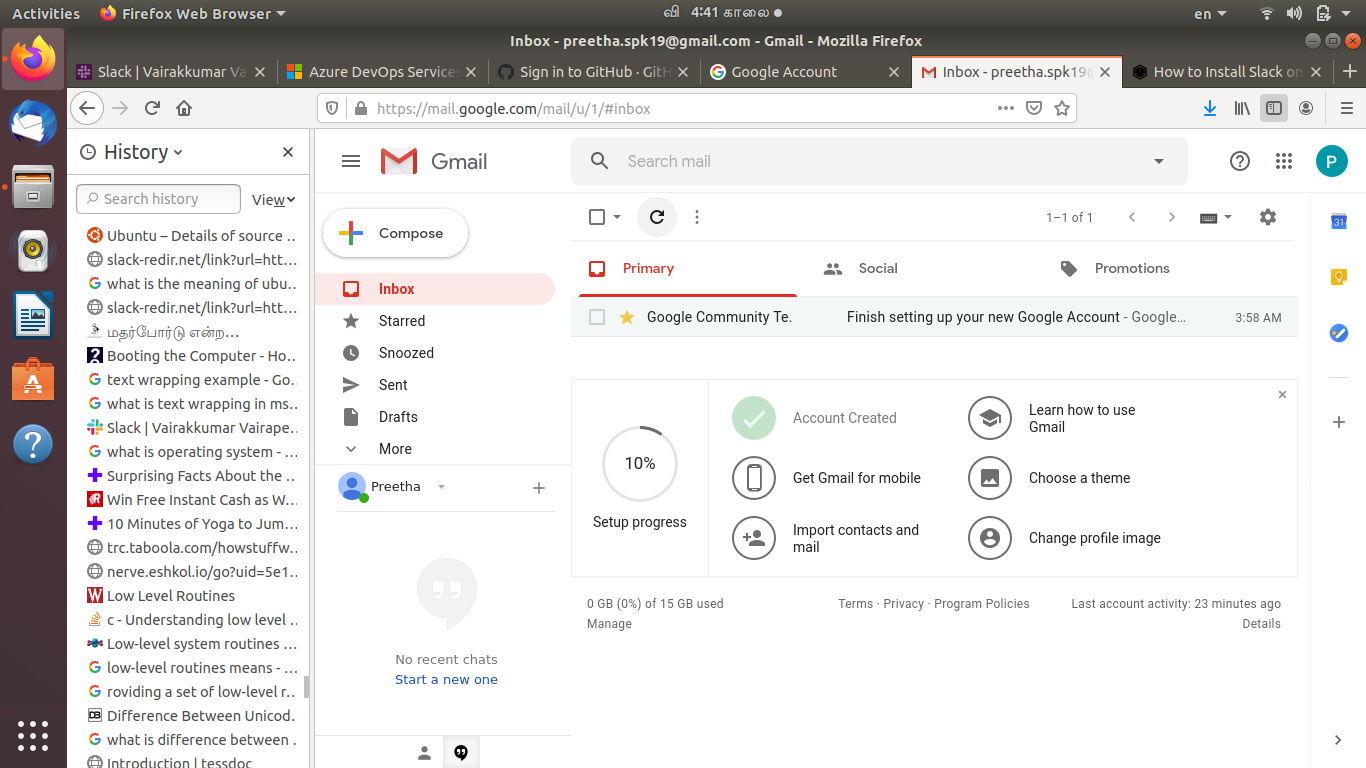 Activities Firefox Web Browser வி 4:41 காலை en
Inbox - preetha.spk19@gmail.com - Gmail - Mozilla Firefox
Slack | Vairakkumar Va Azure DevOps Services Sign in to GitHub · GitH Google Account Inbox - preetha.spk19@ How to Install Slack on
https://mail.google.com/mail/u/1/#inbox
History
Search history View
Ubuntu – Details of source ...
slack-redir.net/link?url=htt...
what is the meaning of ubu...
slack-redir.net/link?url=htt...
மதர்போர்டு என்ற...
Booting the Computer - Ho...
text wrapping example - Go...
what is text wrapping in ms...
Slack | Vairakkumar Vairape...
what is operating system - ...
Surprising Facts About the ...
Win Free Instant Cash as W...
10 Minutes of Yoga to Jum...
trc.taboola.com/howstuffw...
nerve.eshkol.io/go?uid=5e1...
Low Level Routines
c - Understanding low level ...
Low-level system routines ...
low-level routines means - ...
roviding a set of low-level r...
Difference Between Unicod...
what is difference between ...
Introduction | tessdoc
Gmail
Search mail
P
Compose
Inbox
Starred
Snoozed
Sent
Drafts
More
Preetha
No recent chats
Start a new one
1–1 of 1
31
Primary Social Promotions
Google Community Te. Finish setting up your new Google Account - Google... 3:58 AM
10%
Setup progress
Account Created
Learn how to use
Gmail
Get Gmail for mobile
Choose a theme
Import contacts and
mail
Change profile image
0 GB (0%) of 15 GB used
Manage
Terms · Privacy · Program Policies
Last account activity: 23 minutes ago
Details